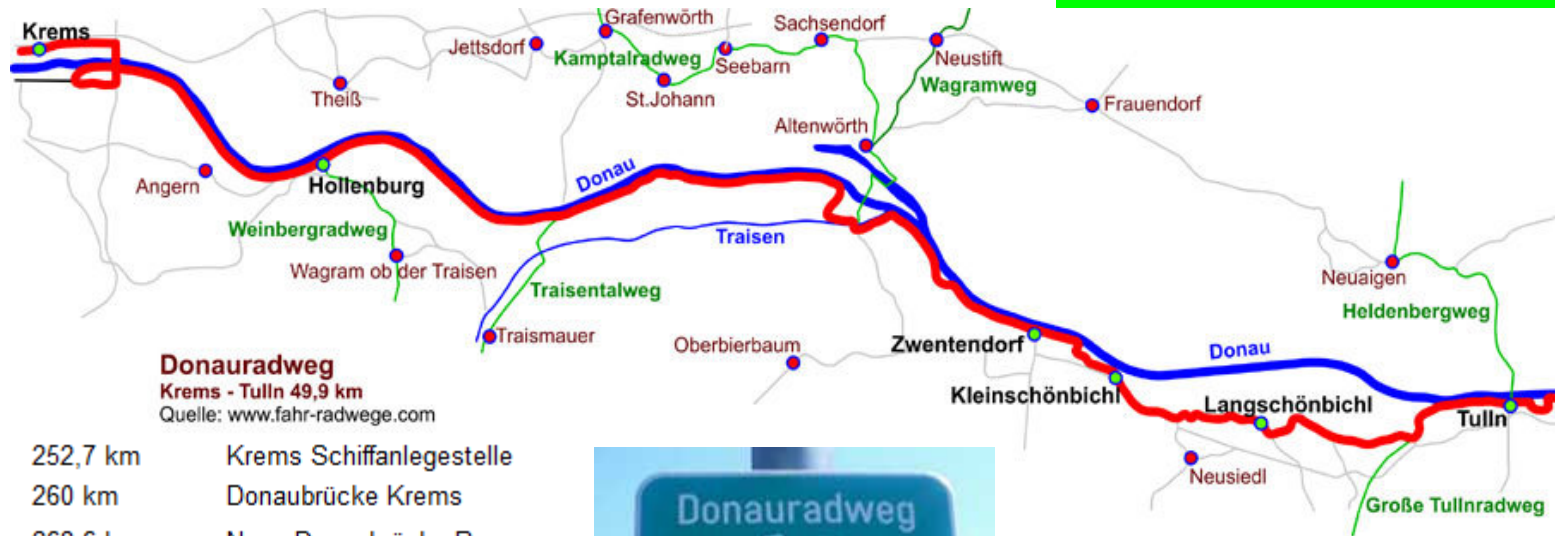 Krems
Grafenwörth
Sachsendorf
Jettsdorf
Kamptalradweg
Seebarn
Neustift
Wagramweg
Theiß
St.Johann
Frauendorf
Altenwörth
Angern
Hollenburg
Donau
Weinbergradweg
Traisen
Wagram ob der Traisen
Neuaigen
Traisentalweg
Heldenbergweg
Traismauer
Oberbierbaum
Zwentendorf
Donau
Kleinschönbichl
Langschönbichl
Tulln
Neusiedl
Große Tullnradweg
Donauradweg
Krems - Tulln 49,9 km
Quelle: www.fahr-radwege.com
252,7 km Krems Schiffanlegestelle
260 km Donaubrücke Krems
Donauradweg